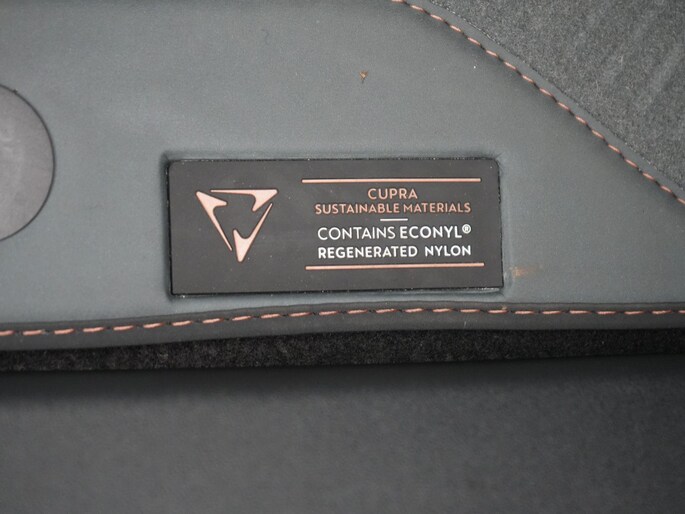 CUPRA
SUSTAINABLE MATERIALS
CONTAINS ECONYL®
REGENERATED NYLON